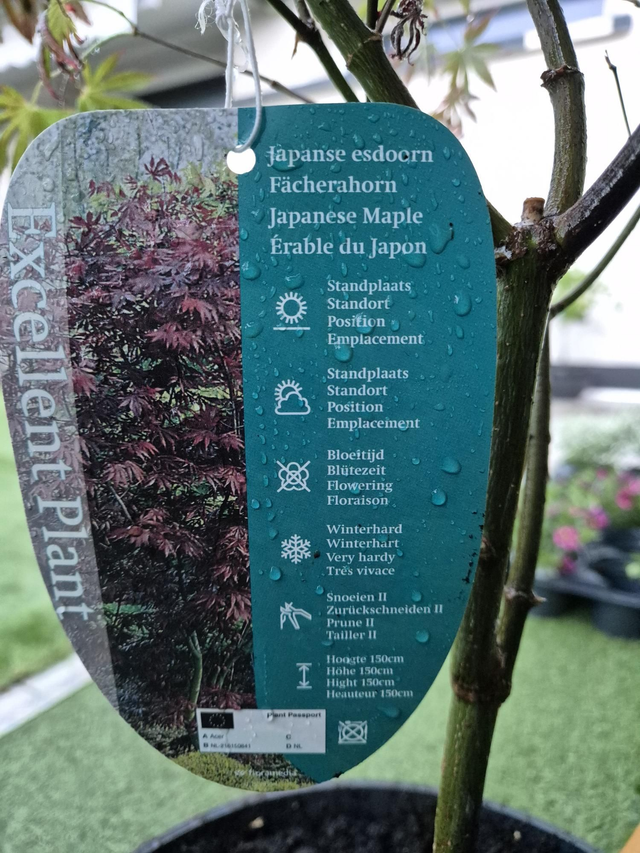 Excellent Plant
Japanse esdoorn
Fächerahorn
Japanese Maple
Érable du Japon
Standplaats
Standort
Position
Emplacement
Standplaats
Standort
Position
Emplacement
Bloeitijd
Blütezeit
Flowering
Floraison
Winterhard
Winterhart
Very hardy
Très vivace
Snoeien II
Zurückschneiden II
Prune II
Tailler II
Hoogte 150cm
Höhe 150cm
Hight 150cm
Heauteur 150cm
Plant Passport
A Acer
C
D NL